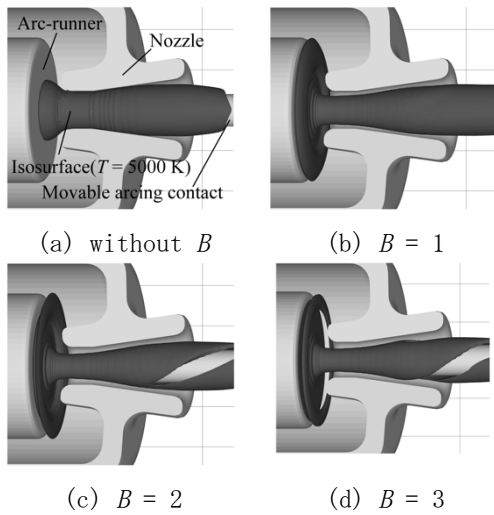 Arc-runner
Nozzle
Isosurface(T = 5000 K)
Movable arcing contact
(a) without B
(b) B = 1
(c) B = 2
(d) B = 3